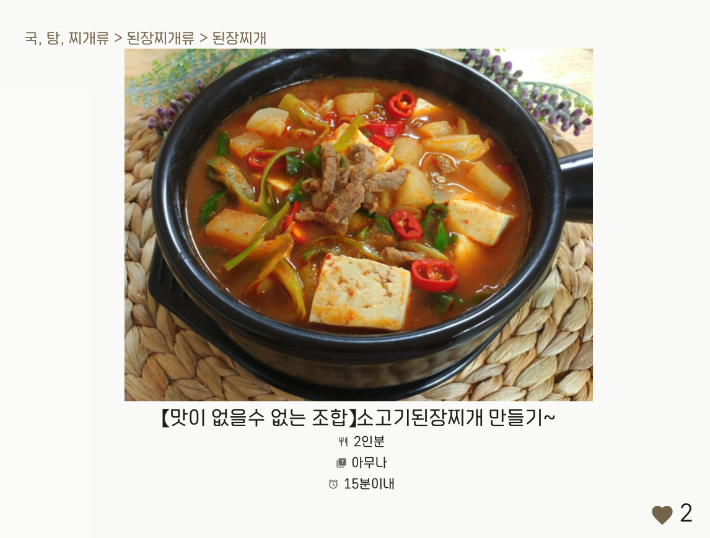 국, 탕, 찌개류 > 된장찌개류 > 된장찌개
【맛이 없을수 없는 조합】소고기된장찌개 만들기~
2인분
아무나
15분이내
2